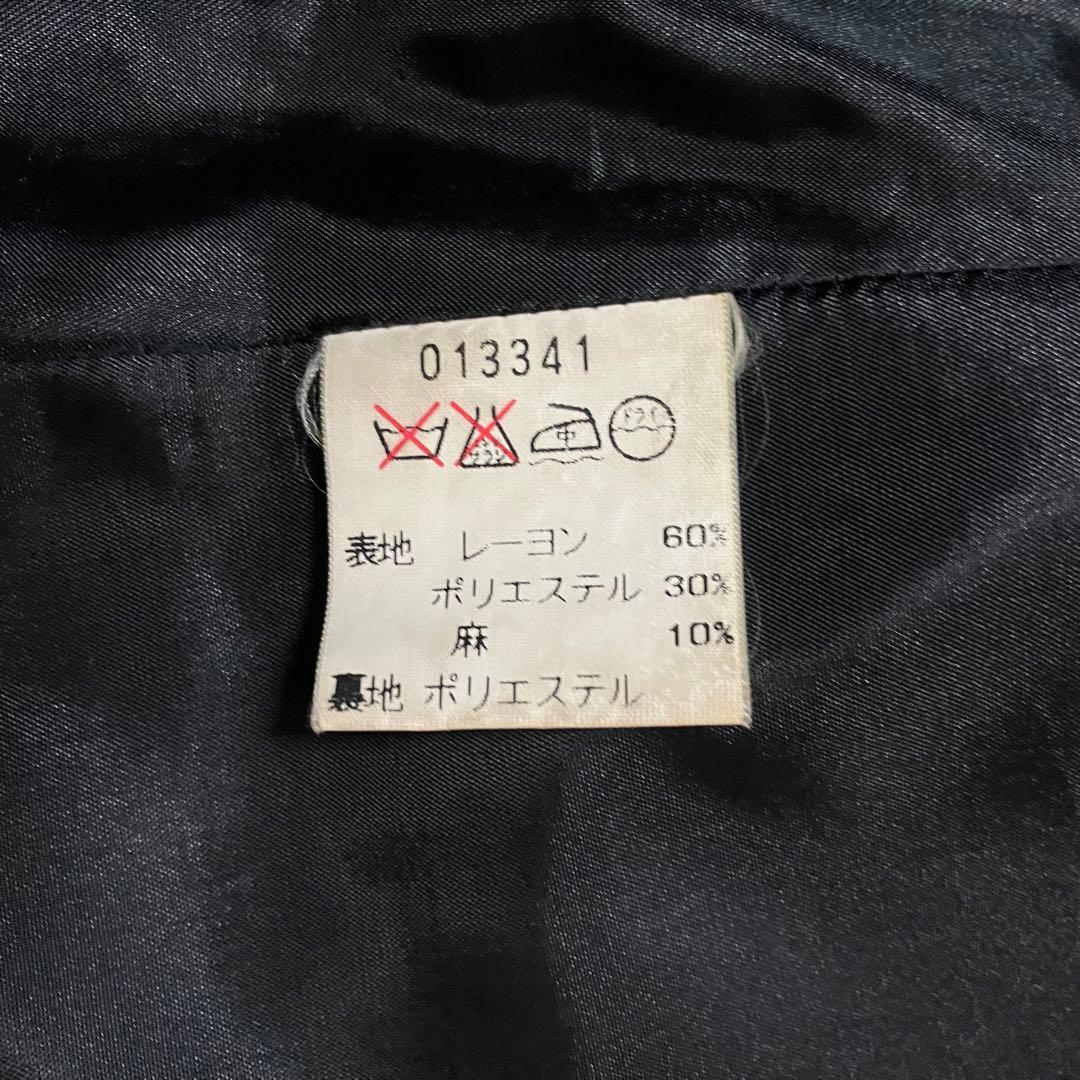 013341
中 ドライ
表地 レーヨン 60%
ポリエステル 30%
麻 10%
裏地 ポリエステル